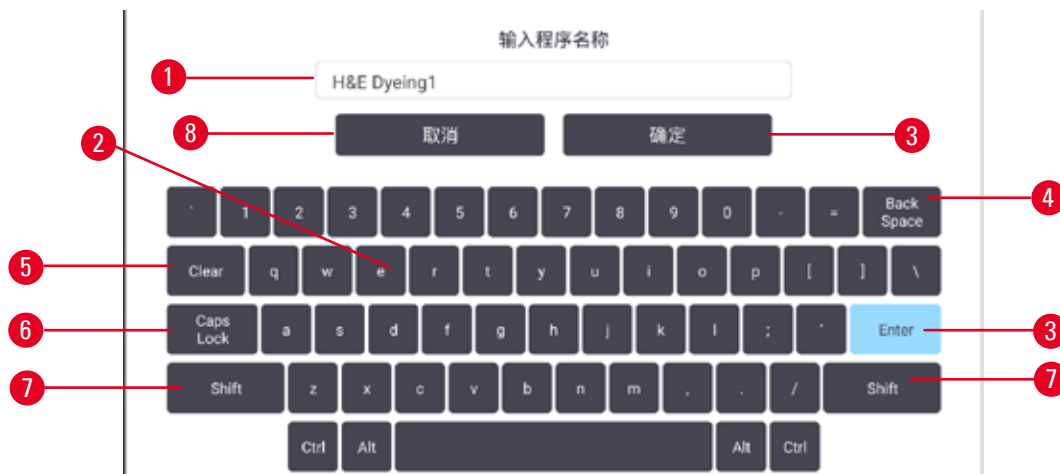 输入程序名称
1
H&E Dyeing1
8 取消 确定 3
2
` 1 2 3 4 5 6 7 8 9 0 - = Back Space 4
5 Clear q w e r t y u i o p [ ] \
6 Caps Lock a s d f g h j k l ; ' Enter 3
7 Shift z x c v b n m , . / Shift 7
Ctrl Alt Alt Ctrl